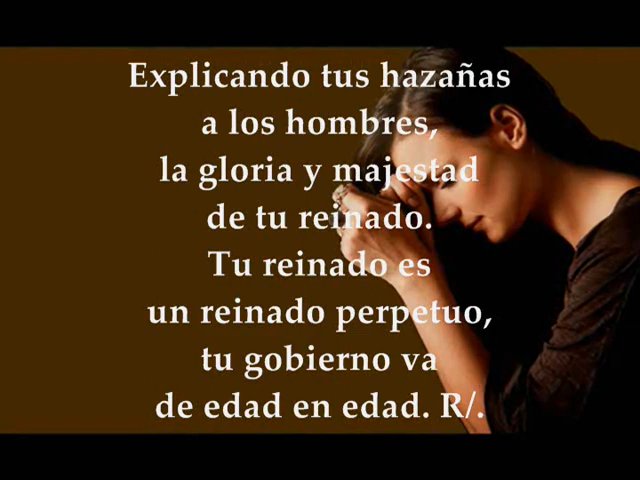 Explicando tus hazañas
a los hombres,
la gloria y majestad
de tu reinado.
Tu reinado es
un reinado perpetuo,
tu gobierno va
de edad en edad. R/.